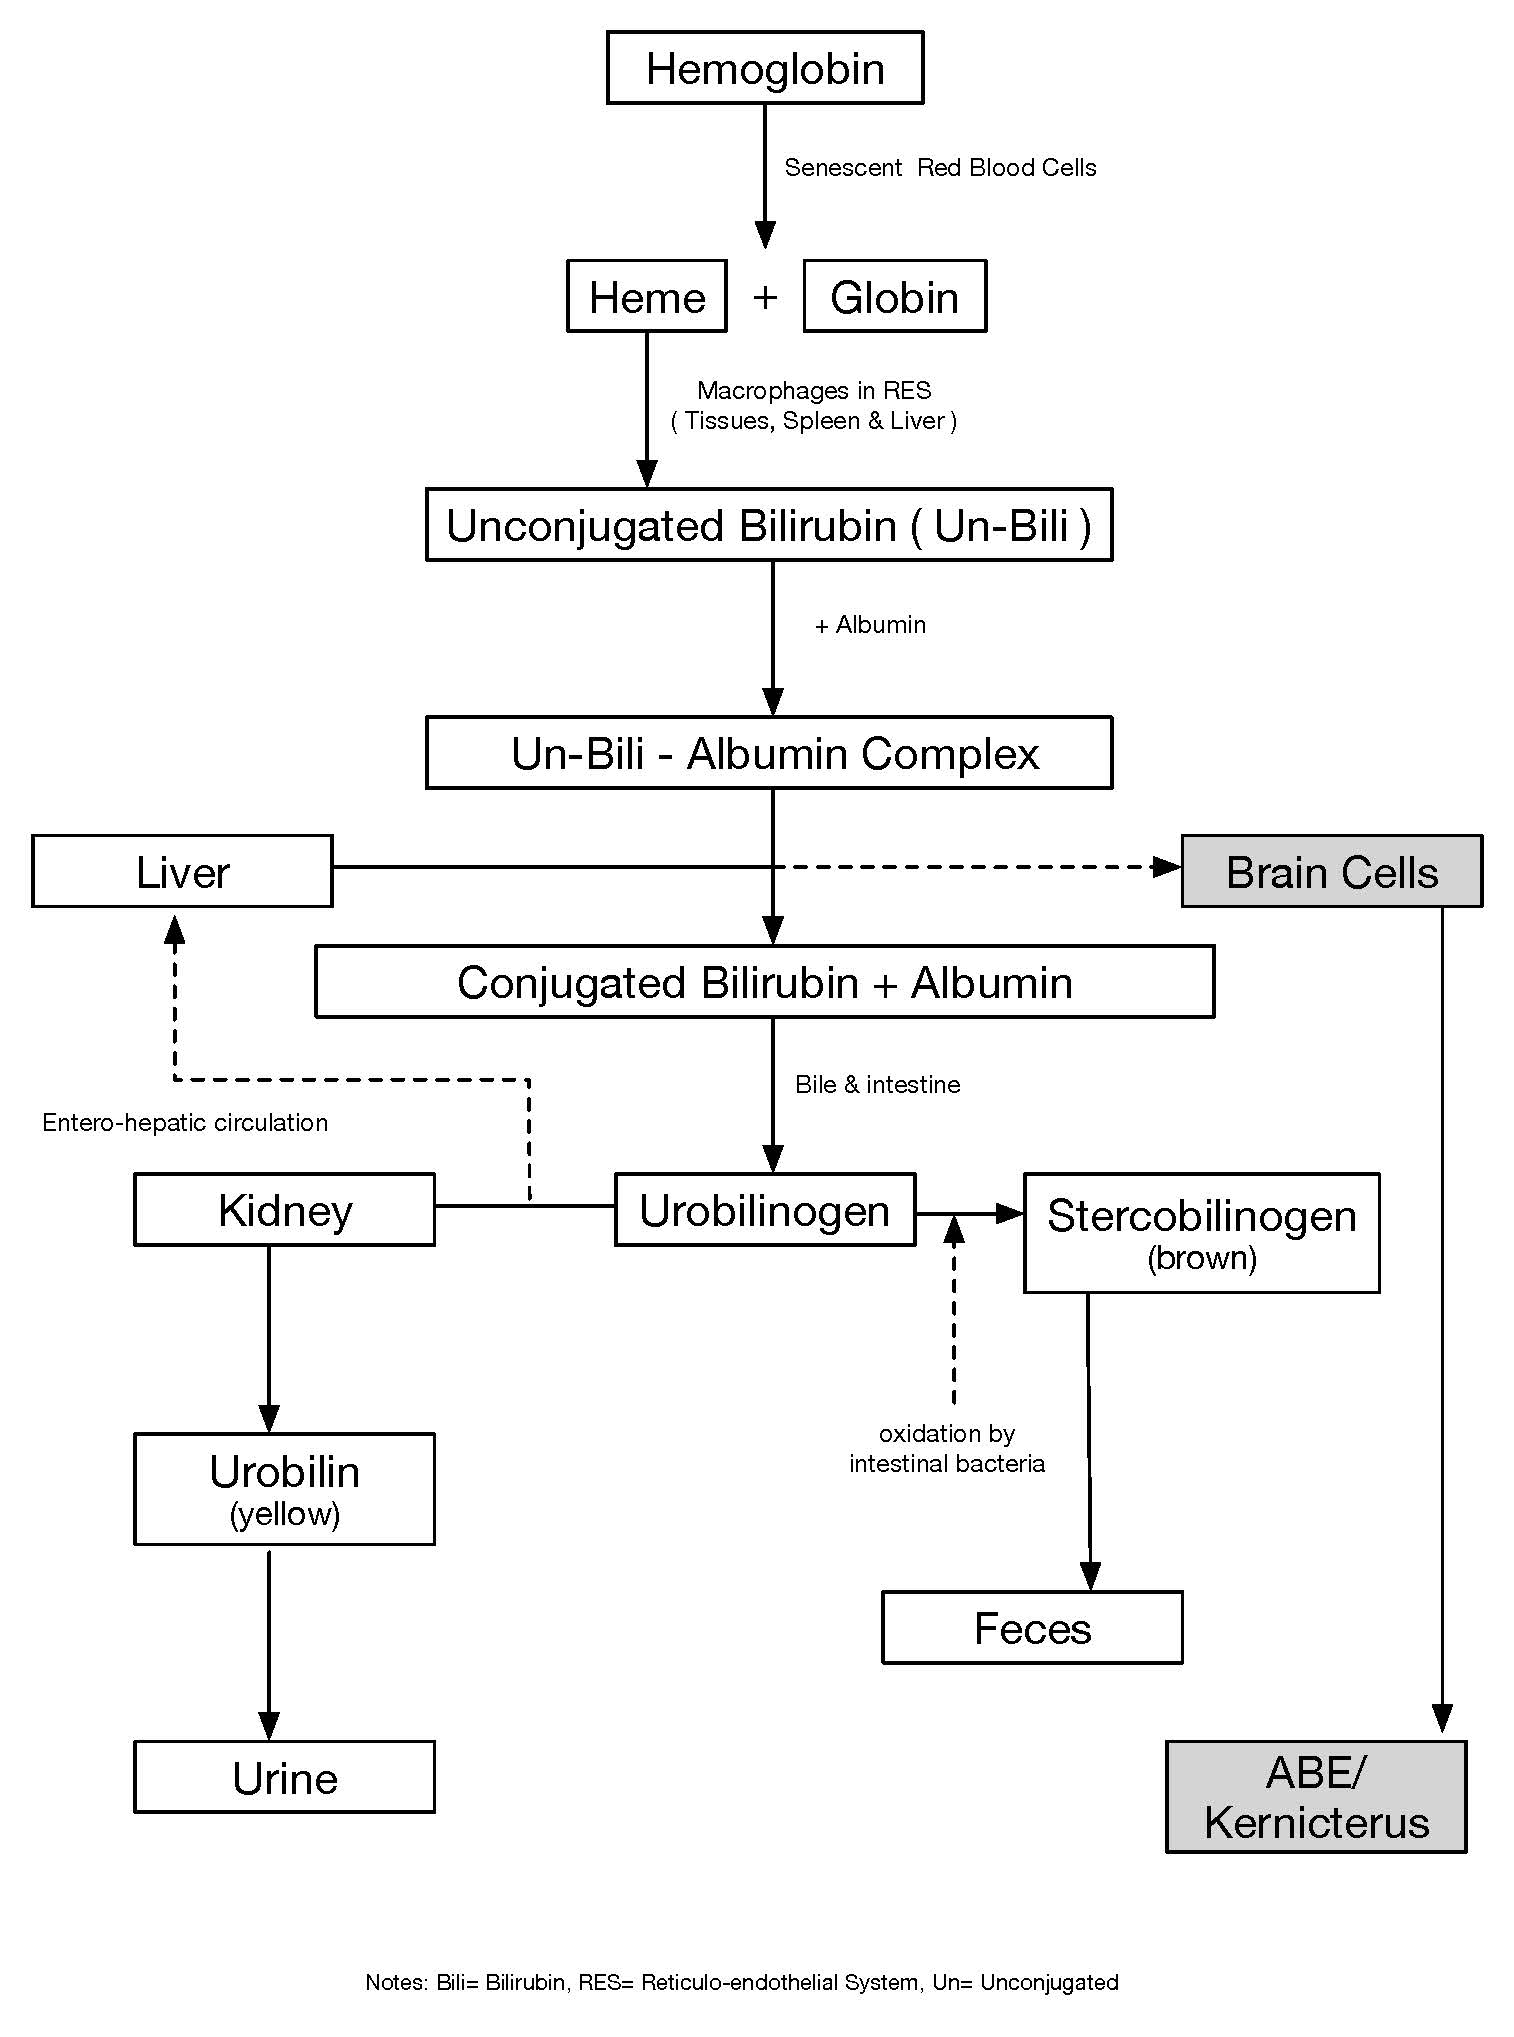 Hemoglobin
Senescent Red Blood Cells
Heme + Globin
Macrophages in RES
( Tissues, Spleen & Liver )
Unconjugated Bilirubin ( Un-Bili )
+ Albumin
Un-Bili - Albumin Complex
Liver
Brain Cells
Conjugated Bilirubin + Albumin
Bile & intestine
Entero-hepatic circulation
Kidney
Urobilinogen
Stercobilinogen
(brown)
oxidation by
intestinal bacteria
Urobilin
(yellow)
Feces
Urine
ABE/
Kernicterus
Notes: Bili= Bilirubin, RES= Reticulo-endothelial System, Un= Unconjugated